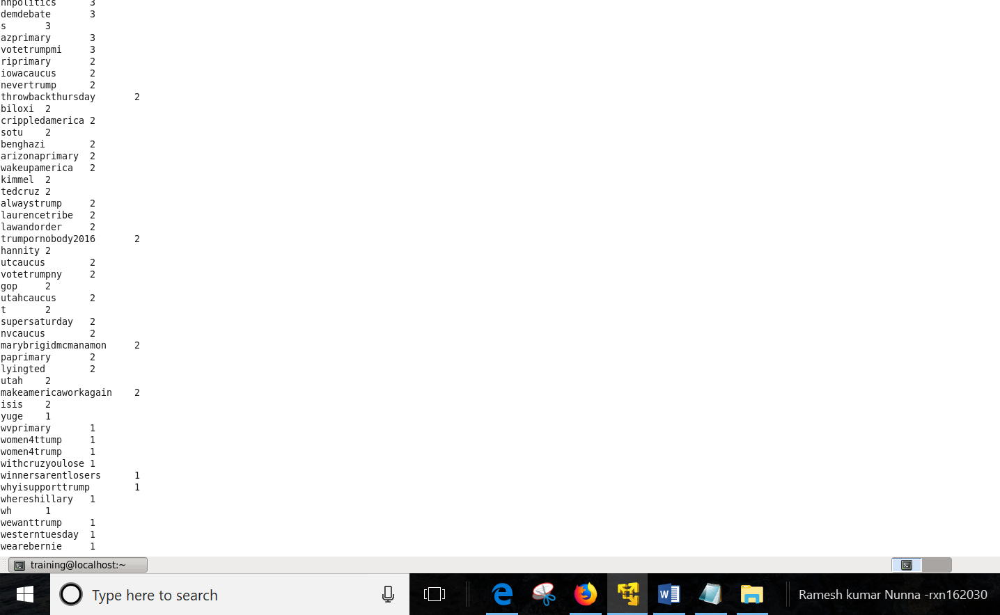 nhpolitics 3
demdebate 3
s 3
azprimary 3
votetrumpmi 3
riprimary 2
iowacaucus 2
nevertrump 2
throwbackthursday 2
biloxi 2
crippledamerica 2
sotu 2
benghazi 2
arizonaprimary 2
wakeupamerica 2
kimmel 2
tedcruz 2
alwaystrump 2
laurencetribe 2
lawandorder 2
trumpornobody2016 2
hannity 2
utcaucus 2
votetrumpny 2
gop 2
utahcaucus 2
t 2
supersaturday 2
nvcaucus 2
marybrigidmcmanamon 2
paprimary 2
lyingted 2
utah 2
makeamericaworkagain 2
isis 2
yuge 1
wvprimary 1
women4ttump 1
women4trump 1
withcruzyoulose 1
winnersarentlosers 1
whyisupporttrump 1
whereshillary 1
wh 1
wewanttrump 1
westerntuesday 1
wearebernie 1
training@localhost:~
Type here to search
Ramesh kumar Nunna -rxn162030